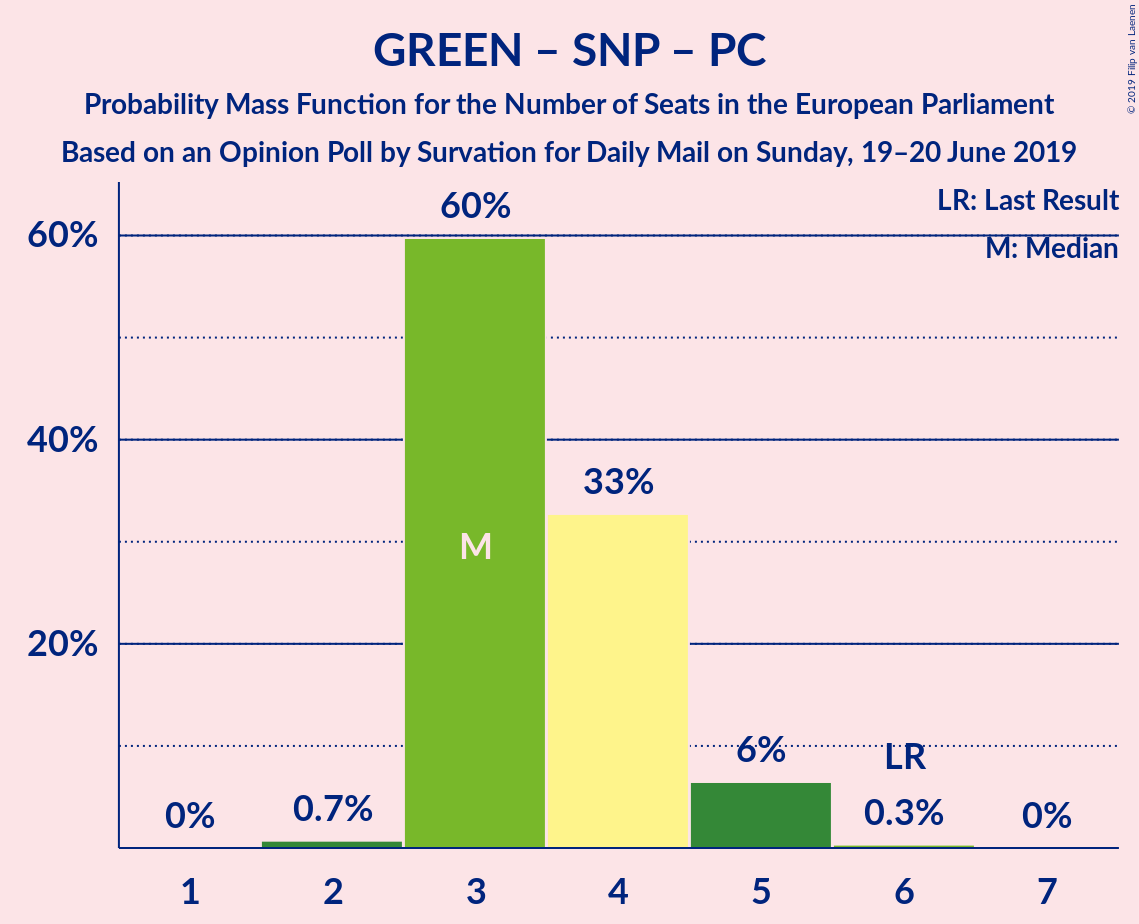 GREEN – SNP – PC
Probability Mass Function for the Number of Seats in the European Parliament
Based on an Opinion Poll by Survation for Daily Mail on Sunday, 19–20 June 2019
© 2019 Filip van Laenen
LR: Last Result
M: Median
60%
40%
20%
0%
0.7%
60%
M
33%
6%
LR
0.3%
0%
1 2 3 4 5 6 7